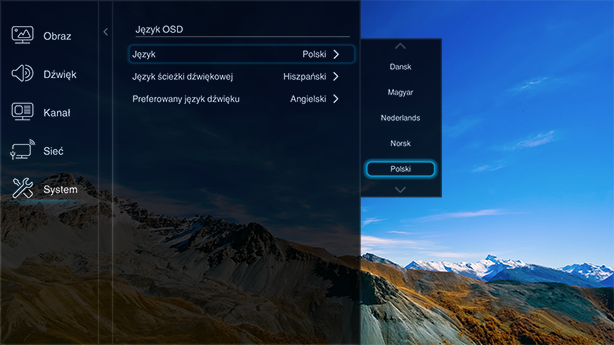 Obraz
Dźwięk
Kanał
Sieć
System
Język OSD
Język Polski
Język ścieżki dźwiękowej Hiszpański
Preferowany język dźwięku Angielski
Dansk
Magyar
Nederlands
Norsk
Polski